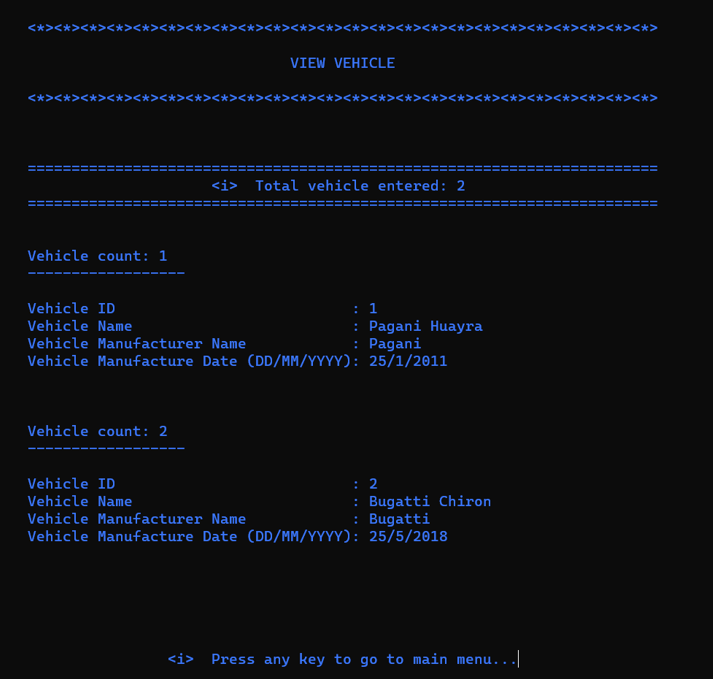 <*><*><*><*><*><*><*><*><*><*><*><*><*><*><*><*><*><*><*><*><*><*><*><*>
VIEW VEHICLE
<*><*><*><*><*><*><*><*><*><*><*><*><*><*><*><*><*><*><*><*><*><*><*><*>
========================================================================
<i>  Total vehicle entered: 2
========================================================================
Vehicle count: 1
------------------
Vehicle ID                           : 1
Vehicle Name                         : Pagani Huayra
Vehicle Manufacturer Name            : Pagani
Vehicle Manufacture Date (DD/MM/YYYY): 25/1/2011
Vehicle count: 2
------------------
Vehicle ID                           : 2
Vehicle Name                         : Bugatti Chiron
Vehicle Manufacturer Name            : Bugatti
Vehicle Manufacture Date (DD/MM/YYYY): 25/5/2018
<i>  Press any key to go to main menu...